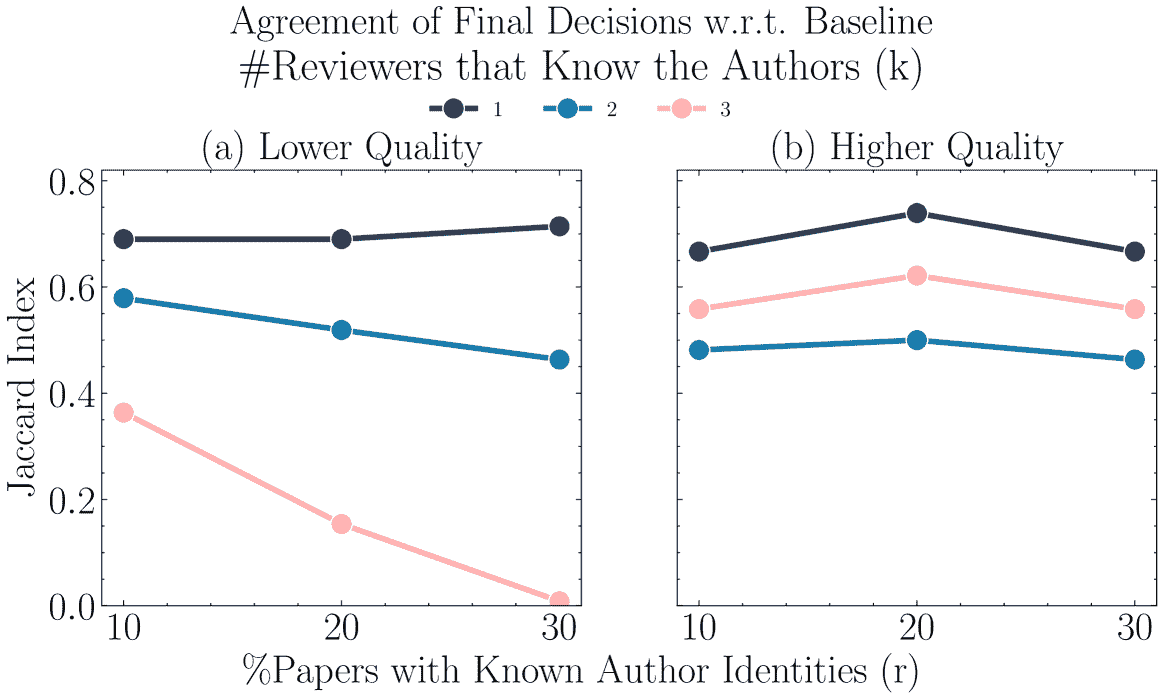 Agreement of Final Decisions w.r.t. Baseline
#Reviewers that Know the Authors (k)
1 2 3
(a) Lower Quality (b) Higher Quality
Jaccard Index
0.8
0.6
0.4
0.2
0.0
10 20 30 10 20 30
%Papers with Known Author Identities (r)